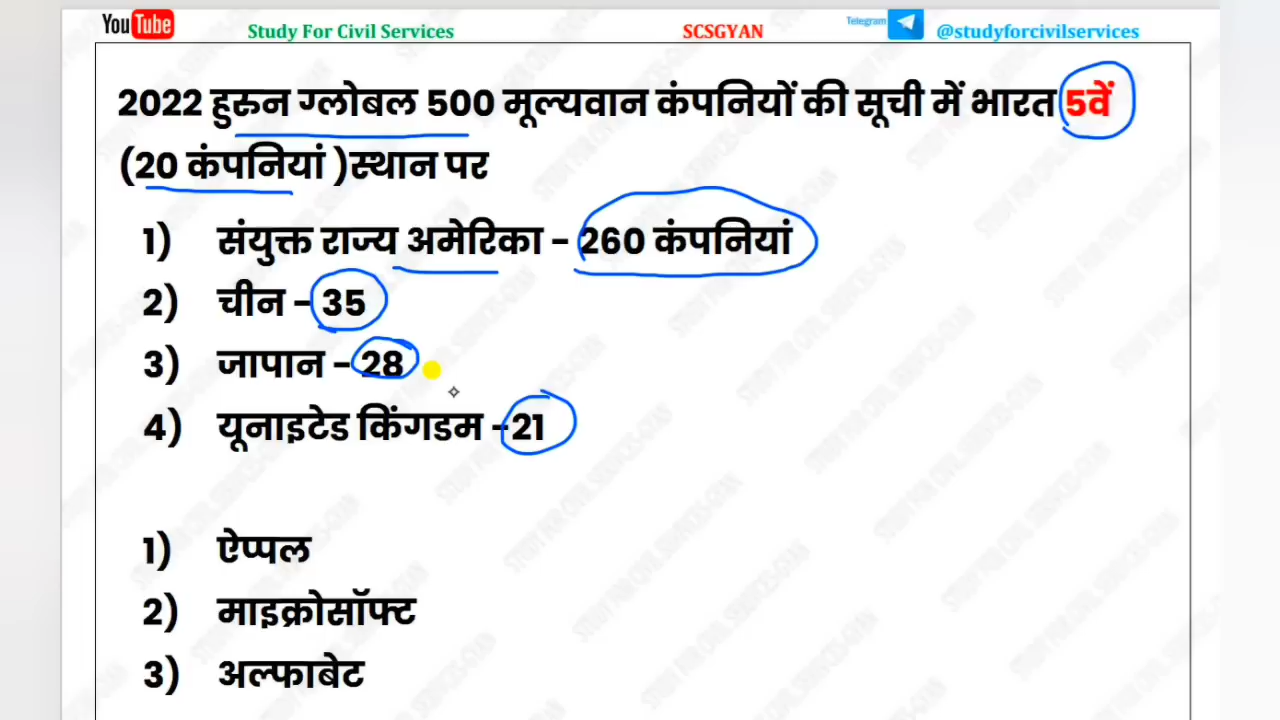 YouTube Study For Civil Services SCSGYAN Telegram @studyforcivilservices
2022 हुरुन ग्लोबल 500 मूल्यवान कंपनियों की सूची में भारत 5वें
(20 कंपनियां )स्थान पर
1) संयुक्त राज्य अमेरिका - 260 कंपनियां
2) चीन - 35
3) जापान - 28
4) यूनाइटेड किंगडम -21
1) ऐप्पल
2) माइक्रोसॉफ्ट
3) अल्फाबेट